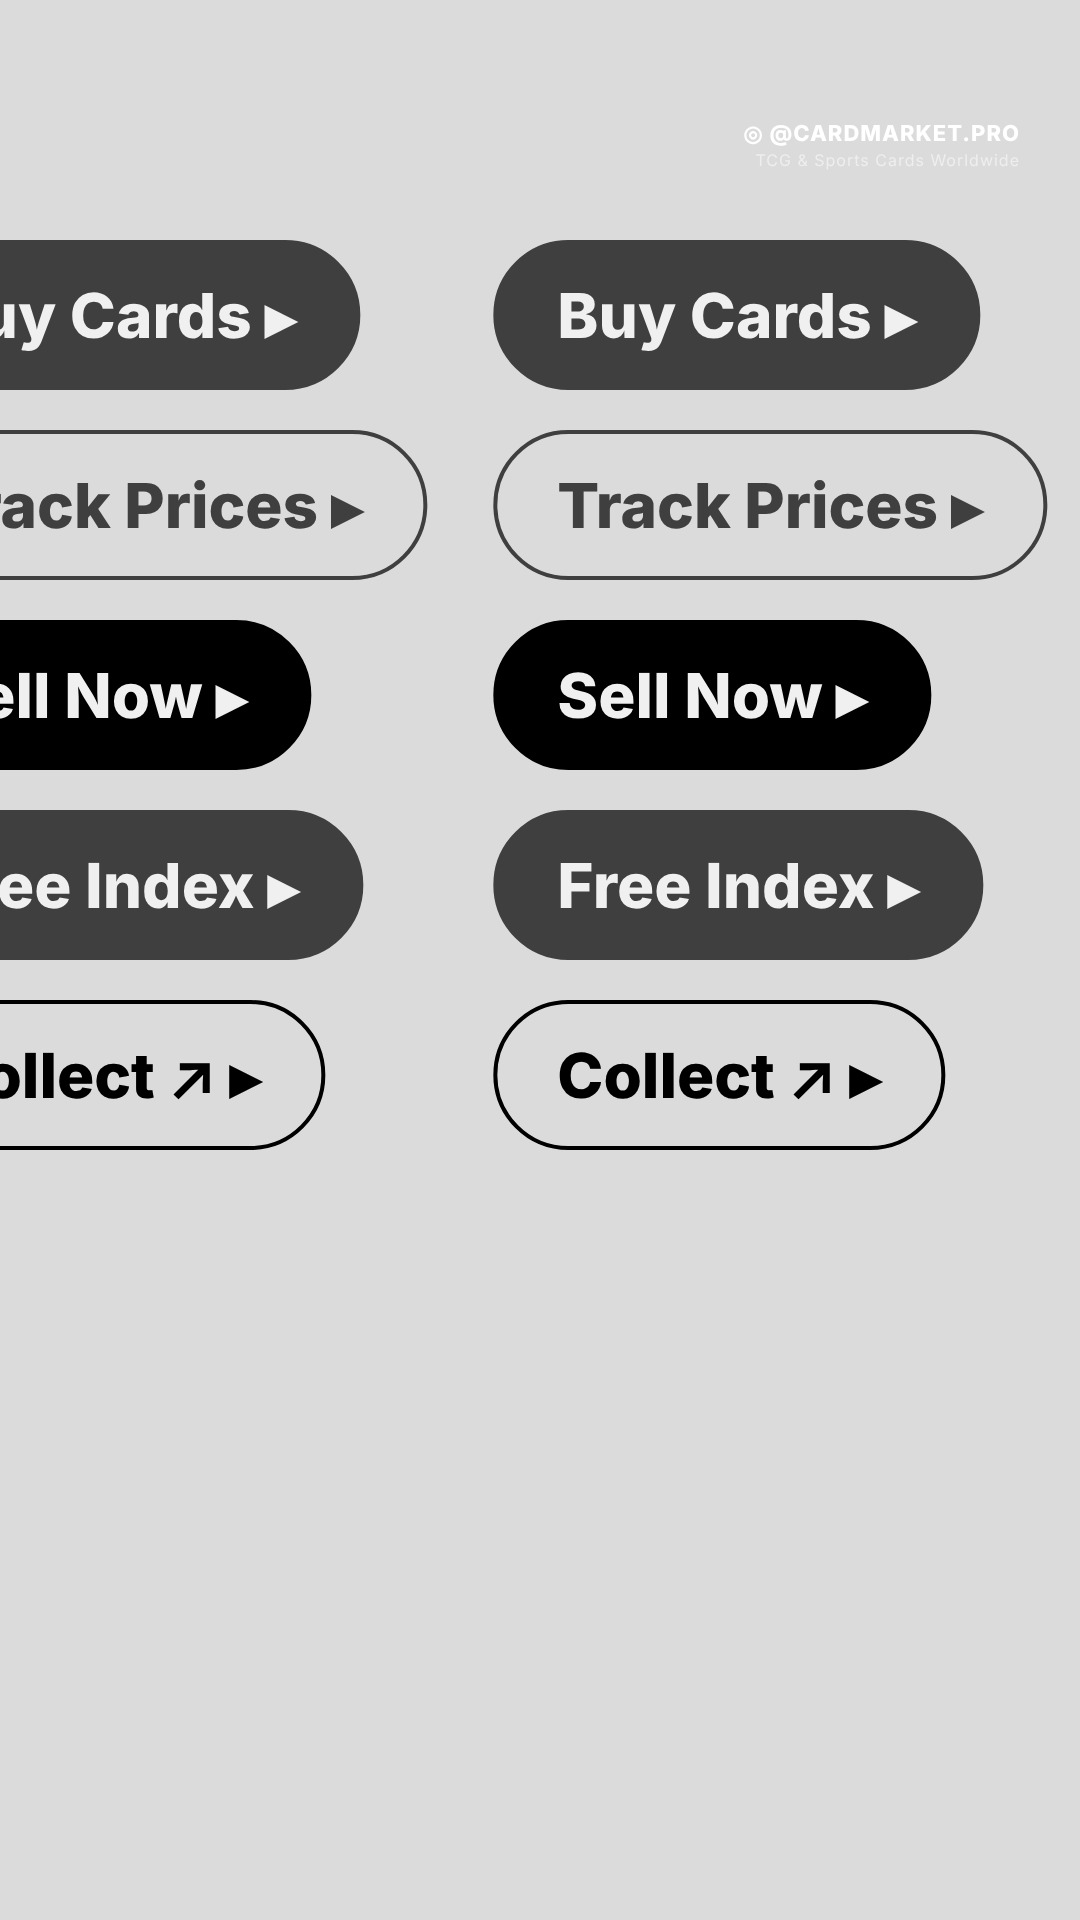 ◎ @CARDMARKET.PRO
TCG & Sports Cards Worldwide
uy Cards ▸ Buy Cards ▸
rack Prices ▸ Track Prices ▸
ell Now ▸ Sell Now ▸
ee Index ▸ Free Index ▸
ollect ↗ ▸ Collect ↗ ▸